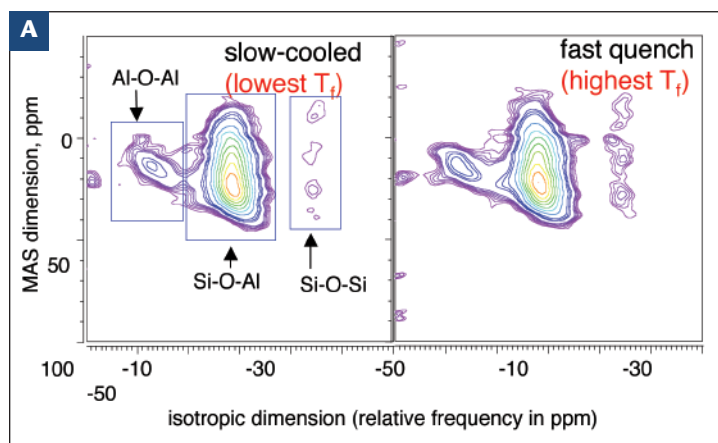 A
slow-cooled
(lowest Tf)
fast quench
(highest Tf)
Al-O-Al
Si-O-Al
Si-O-Si
MAS dimension, ppm
0
50
100
-50
-10
-30
-50
-10
-30
isotropic dimension (relative frequency in ppm)